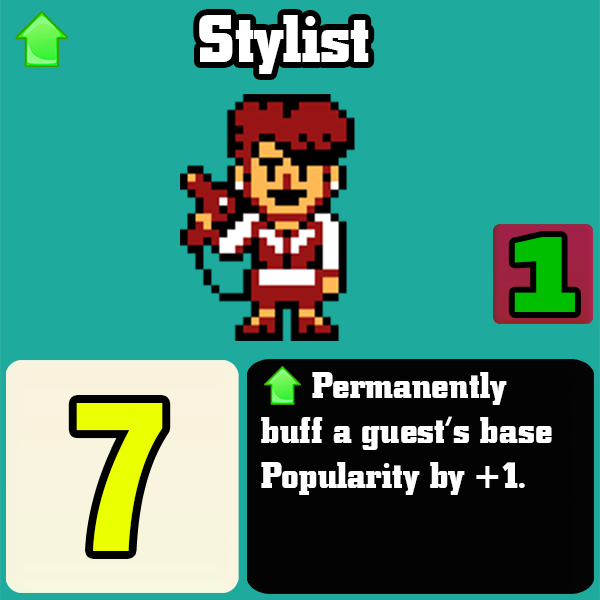 Stylist
1
7
Permanently
buff a guest's base
Popularity by +1.